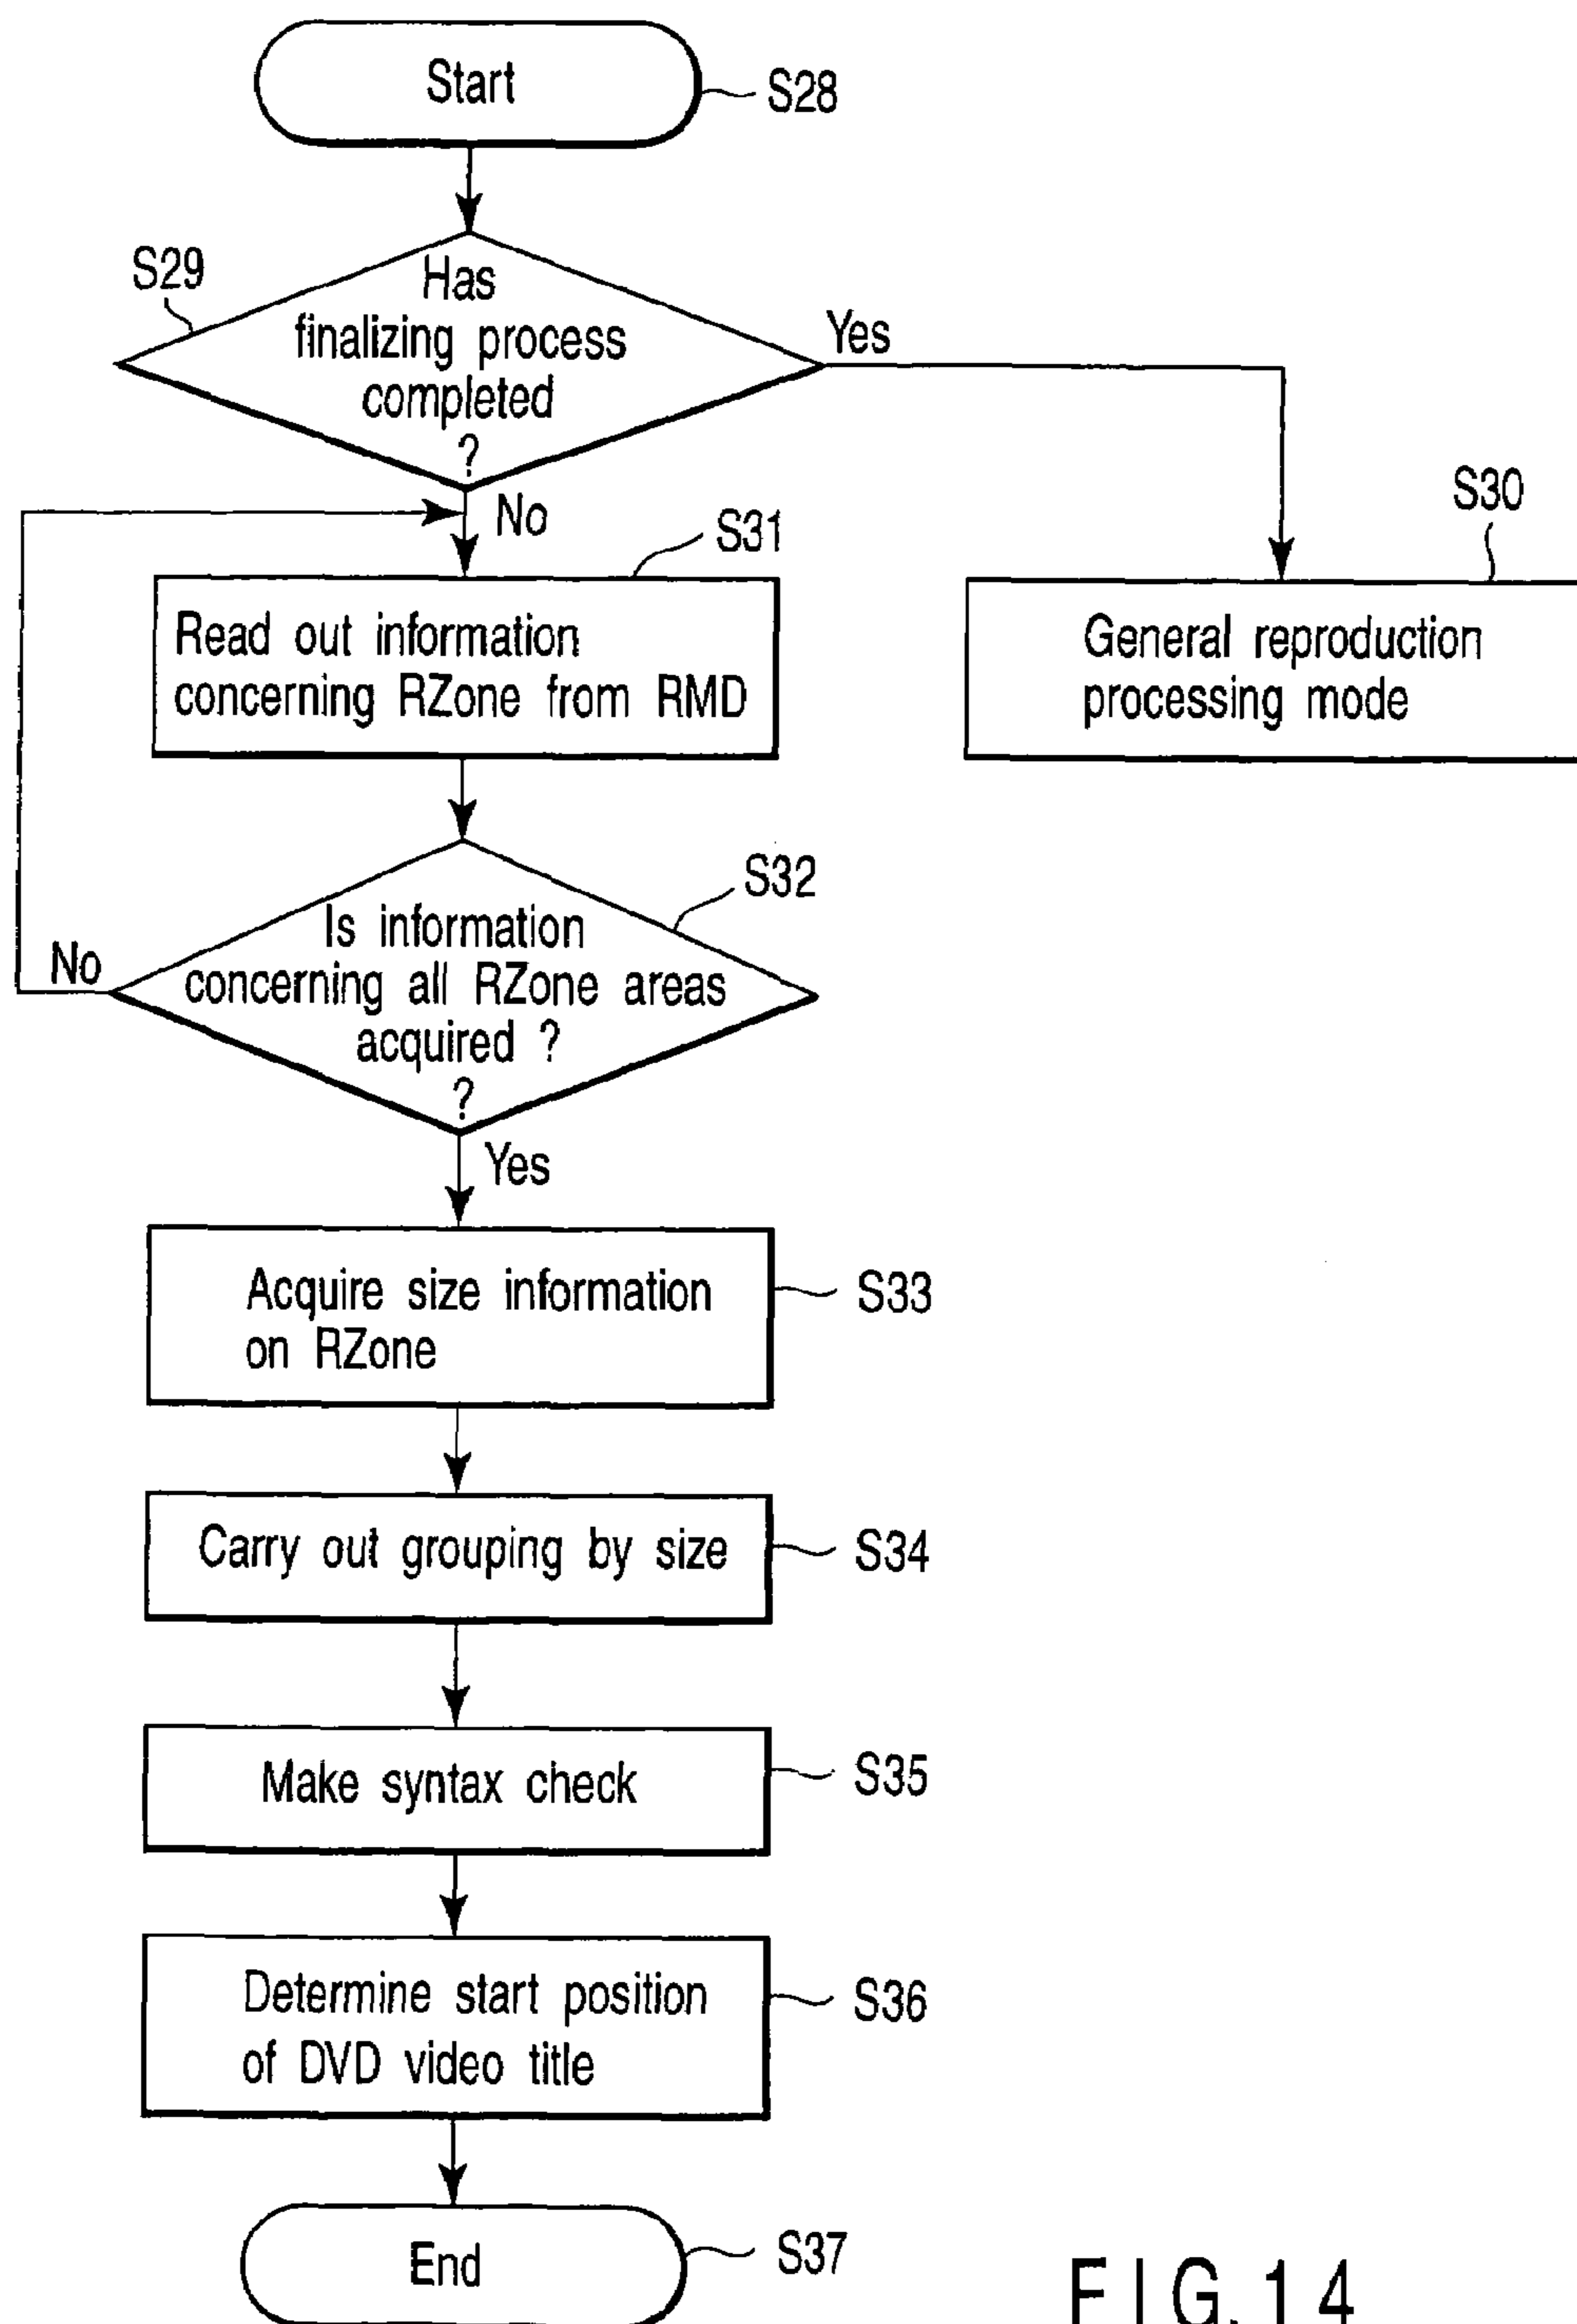 Start
S28
S29
Has
finalizing process
completed
?
Yes
No
S30
General reproduction
processing mode
S31
Read out information
concerning RZone from RMD
S32
Is information
concerning all RZone areas
acquired ?
?
No
Yes
Acquire size information
on RZone
S33
Carry out grouping by size
S34
Make syntax check
S35
Determine start position
of DVD video title
S36
End
S37
FIG.14